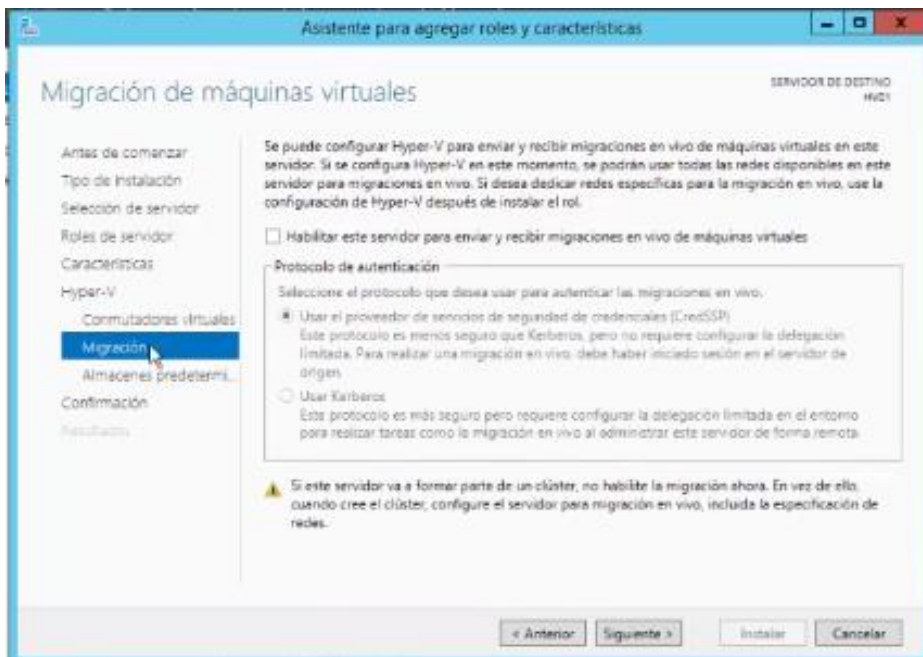 Asistente para agregar roles y características
Migración de máquinas virtuales
SERVIDOR DE DESTINO
HV01
Antes de comenzar
Tipo de instalación
Selección de servidor
Roles de servidor
Características
Hyper-V
Conmutadores virtuales
Migración
Almacenes predetermi...
Confirmación
Resultados
Se puede configurar Hyper-V para enviar y recibir migraciones en vivo de máquinas virtuales en este
servidor. Si se configura Hyper-V en este momento, se podrán usar todas las redes disponibles en este
servidor para migraciones en vivo. Si desea dedicar redes específicas para la migración en vivo, use la
configuración de Hyper-V después de instalar el rol.
Habilitar este servidor para enviar y recibir migraciones en vivo de máquinas virtuales
Protocolo de autenticación
Seleccione el protocolo que desea usar para autenticar las migraciones en vivo.
Usar el proveedor de servicios de seguridad de credenciales (CredSSP)
Este protocolo es menos seguro que Kerberos, pero no requiere configurar la delegación
limitada. Para realizar una migración en vivo, debe haber iniciado sesión en el servidor de
origen.
Usar Kerberos
Este protocolo es más seguro pero requiere configurar la delegación limitada en el entorno
para realizar tareas como la migración en vivo al administrar este servidor de forma remota.
Si este servidor va a formar parte de un clúster, no habilite la migración ahora. En vez de ello,
cuando cree el clúster, configure el servidor para migración en vivo, incluida la especificación de
redes.
< Anterior
Siguiente >
Instalar
Cancelar